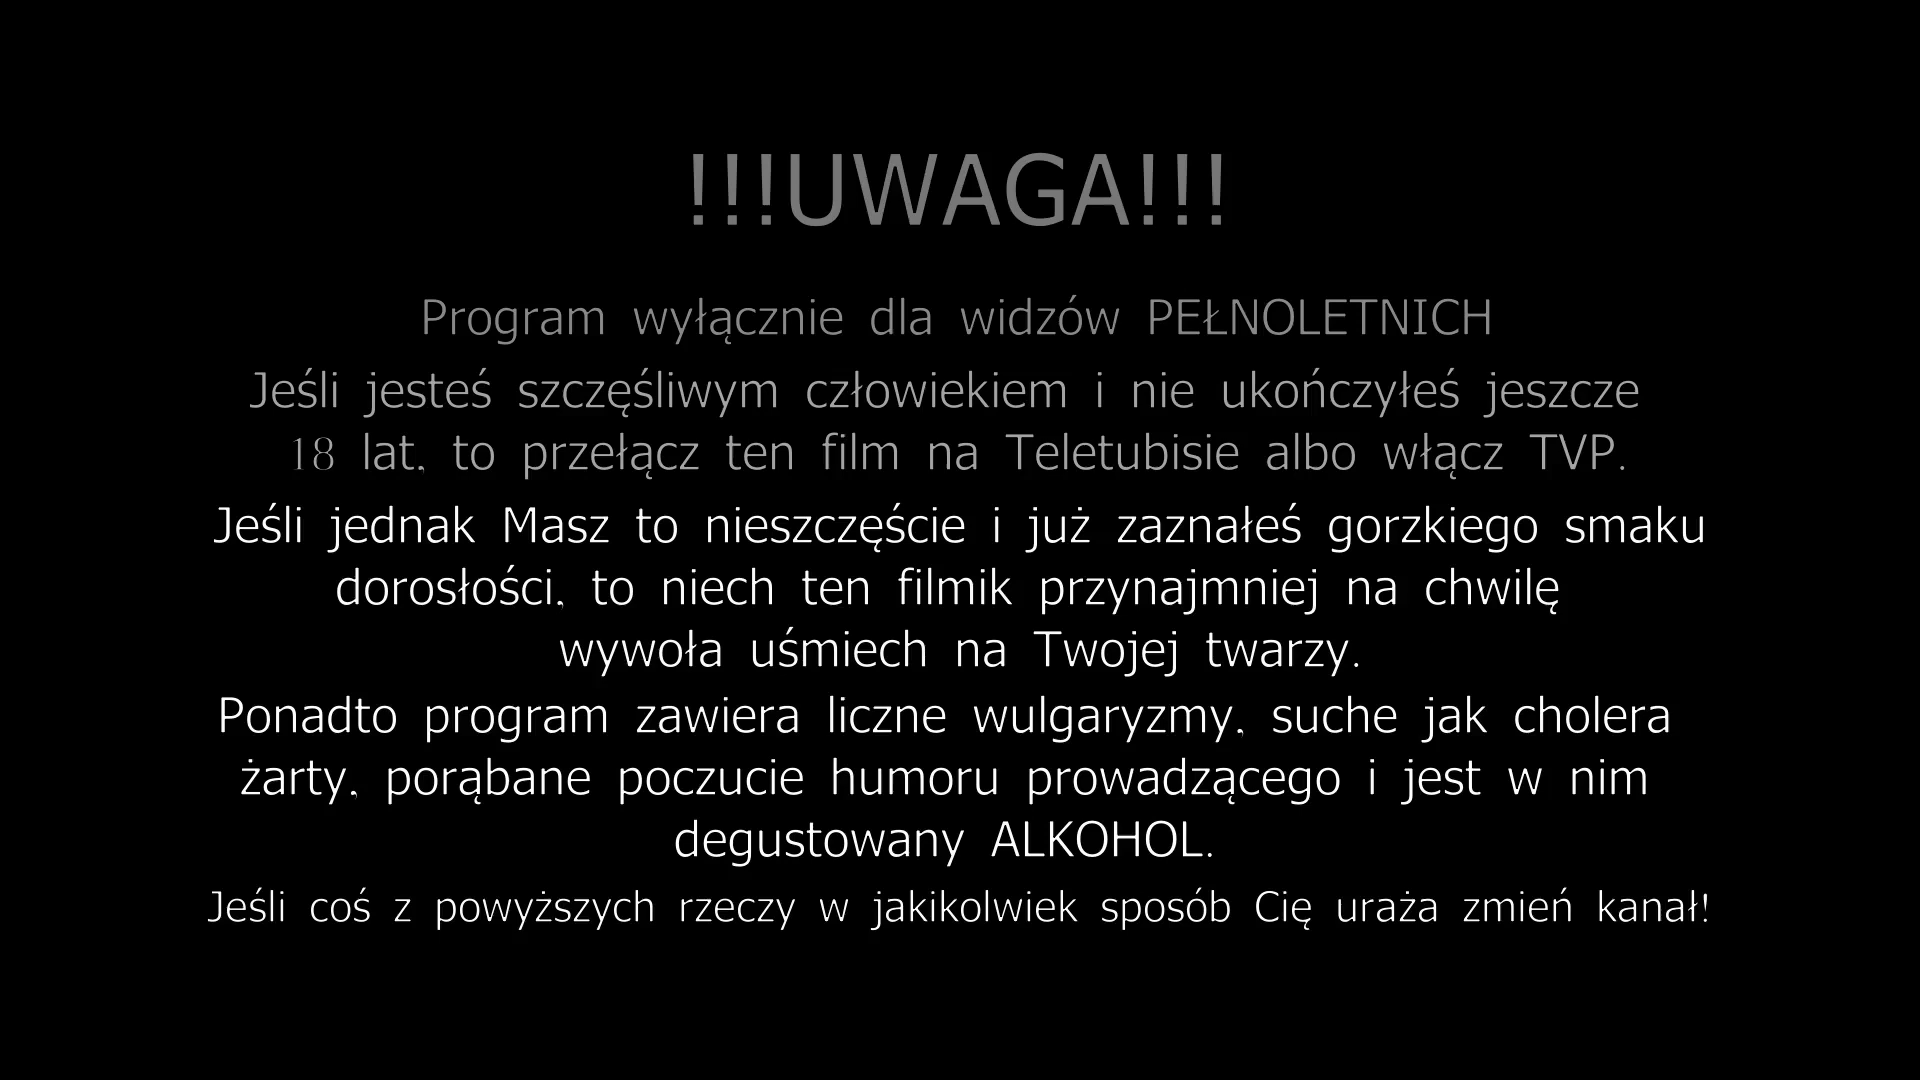 !!!UWAGA!!!
Program wyłącznie dla widzów PEŁNOLETNICH
Jeśli jesteś szczęśliwym człowiekiem i nie ukończyłeś jeszcze
18 lat, to przełącz ten film na Teletubisie albo włącz TVP.
Jeśli jednak Masz to nieszczęście i już zaznałeś gorzkiego smaku
dorosłości, to niech ten filmik przynajmniej na chwilę
wywoła uśmiech na Twojej twarzy.
Ponadto program zawiera liczne wulgaryzmy, suche jak cholera
żarty, porąbane poczucie humoru prowadzącego i jest w nim
degustowany ALKOHOL.
Jeśli coś z powyższych rzeczy w jakikolwiek sposób Cię uraża zmień kanał!